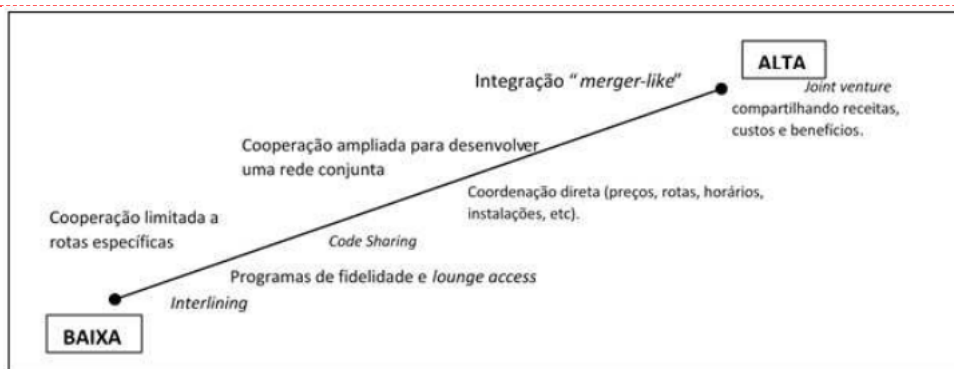 ALTA
Integração “merger-like”
Joint venture
compartilhando receitas,
custos e benefícios.
Cooperação ampliada para desenvolver
uma rede conjunta
Coordenação direta (preços, rotas, horários,
instalações, etc).
Cooperação limitada a
rotas específicas
Code Sharing
Programas de fidelidade e lounge access
Interlining
BAIXA